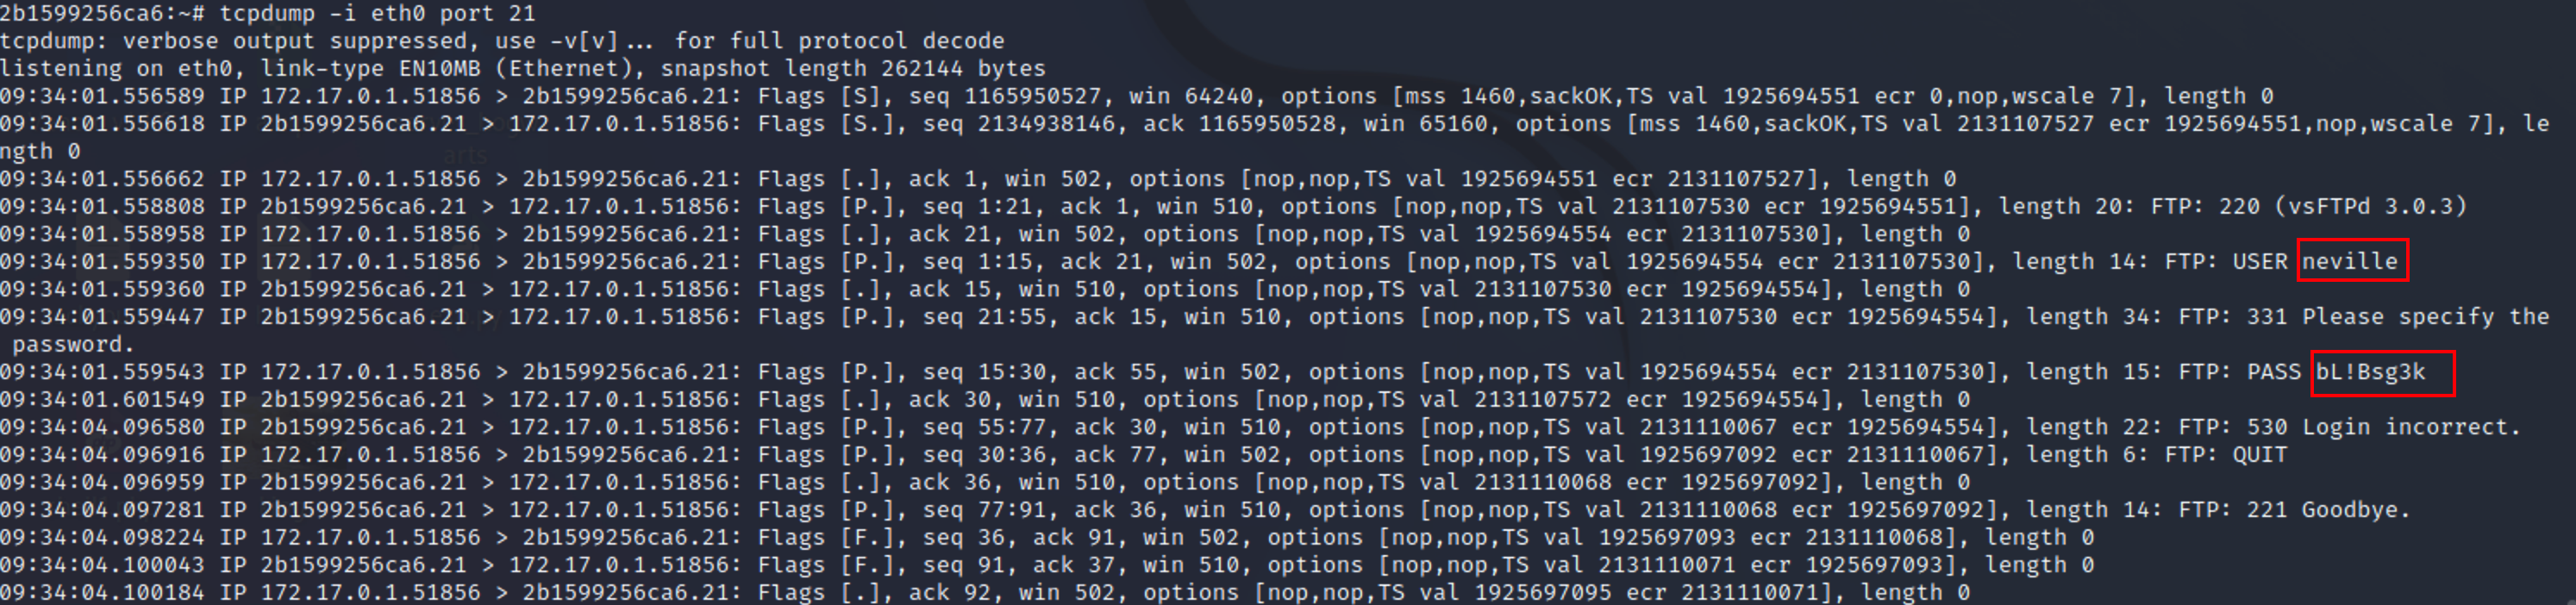 2b1599256ca6:~# tcpdump -i eth0 port 21
tcpdump: verbose output suppressed, use -v[v]... for full protocol decode
listening on eth0, link-type EN10MB (Ethernet), snapshot length 262144 bytes
09:34:01.556589 IP 172.17.0.1.51856 > 2b1599256ca6.21: Flags [S], seq 1165950527, win 64240, options [mss 1460,sackOK,TS val 1925694551 ecr 0,nop,wscale 7], length 0
09:34:01.556618 IP 2b1599256ca6.21 > 172.17.0.1.51856: Flags [S.], seq 2134938146, ack 1165950528, win 65160, options [mss 1460,sackOK,TS val 2131107527 ecr 1925694551,nop,wscale 7], le
ngth 0
09:34:01.556662 IP 172.17.0.1.51856 > 2b1599256ca6.21: Flags [.], ack 1, win 502, options [nop,nop,TS val 1925694551 ecr 2131107527], length 0
09:34:01.558808 IP 2b1599256ca6.21 > 172.17.0.1.51856: Flags [P.], seq 1:21, ack 1, win 510, options [nop,nop,TS val 2131107530 ecr 1925694551], length 20: FTP: 220 (vsFTPd 3.0.3)
09:34:01.558958 IP 172.17.0.1.51856 > 2b1599256ca6.21: Flags [.], ack 21, win 502, options [nop,nop,TS val 1925694554 ecr 2131107530], length 0
09:34:01.559350 IP 172.17.0.1.51856 > 2b1599256ca6.21: Flags [P.], seq 1:15, ack 21, win 502, options [nop,nop,TS val 1925694554 ecr 2131107530], length 14: FTP: USER neville
09:34:01.559360 IP 2b1599256ca6.21 > 172.17.0.1.51856: Flags [.], ack 15, win 510, options [nop,nop,TS val 2131107530 ecr 1925694554], length 0
09:34:01.559447 IP 2b1599256ca6.21 > 172.17.0.1.51856: Flags [P.], seq 21:55, ack 15, win 510, options [nop,nop,TS val 2131107530 ecr 1925694554], length 34: FTP: 331 Please specify the
 password.
09:34:01.559543 IP 172.17.0.1.51856 > 2b1599256ca6.21: Flags [P.], seq 15:30, ack 55, win 502, options [nop,nop,TS val 1925694554 ecr 2131107530], length 15: FTP: PASS bL!Bsg3k
09:34:01.601549 IP 2b1599256ca6.21 > 172.17.0.1.51856: Flags [.], ack 30, win 510, options [nop,nop,TS val 2131107572 ecr 1925694554], length 0
09:34:04.096580 IP 2b1599256ca6.21 > 172.17.0.1.51856: Flags [P.], seq 55:77, ack 30, win 510, options [nop,nop,TS val 2131110067 ecr 1925694554], length 22: FTP: 530 Login incorrect.
09:34:04.096916 IP 172.17.0.1.51856 > 2b1599256ca6.21: Flags [P.], seq 30:36, ack 77, win 502, options [nop,nop,TS val 1925697092 ecr 2131110067], length 6: FTP: QUIT
09:34:04.096959 IP 2b1599256ca6.21 > 172.17.0.1.51856: Flags [.], ack 36, win 510, options [nop,nop,TS val 2131110068 ecr 1925697092], length 0
09:34:04.097281 IP 2b1599256ca6.21 > 172.17.0.1.51856: Flags [P.], seq 77:91, ack 36, win 510, options [nop,nop,TS val 2131110068 ecr 1925697092], length 14: FTP: 221 Goodbye.
09:34:04.098224 IP 172.17.0.1.51856 > 2b1599256ca6.21: Flags [F.], seq 36, ack 91, win 502, options [nop,nop,TS val 1925697093 ecr 2131110068], length 0
09:34:04.100043 IP 2b1599256ca6.21 > 172.17.0.1.51856: Flags [F.], seq 91, ack 37, win 510, options [nop,nop,TS val 2131110071 ecr 1925697093], length 0
09:34:04.100184 IP 172.17.0.1.51856 > 2b1599256ca6.21: Flags [.], ack 92, win 502, options [nop,nop,TS val 1925697095 ecr 2131110071], length 0